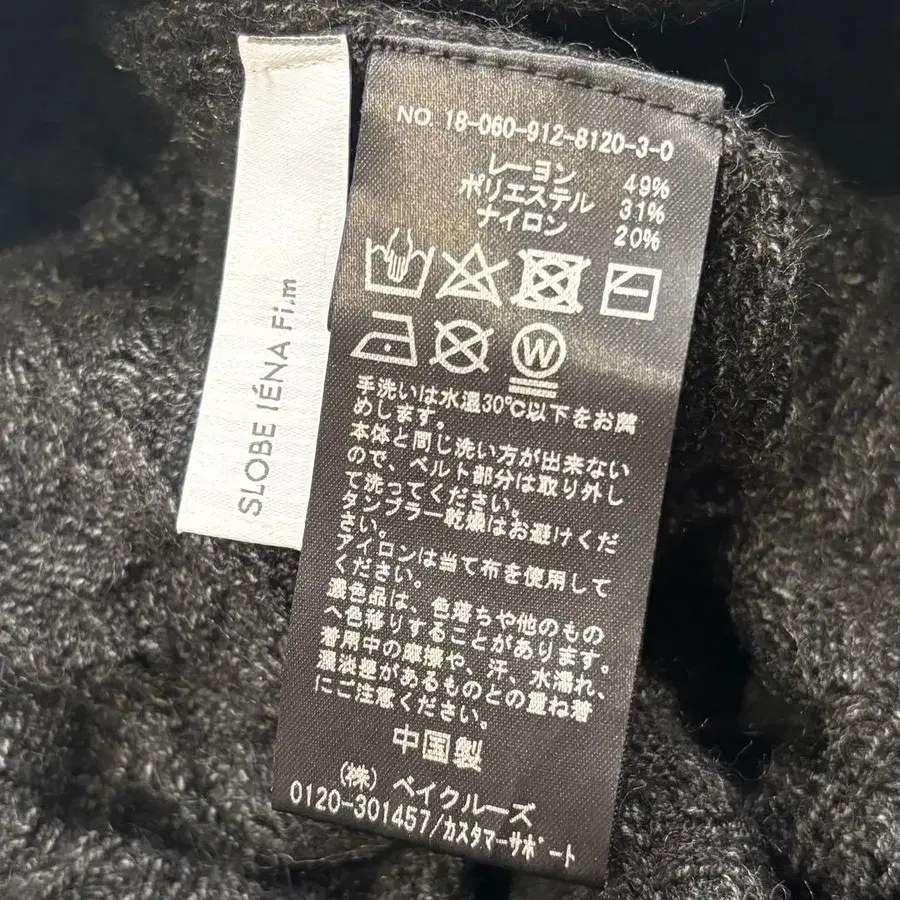 SLOBE IÉNA Fi.m
NO. 18-060-912-8120-3-0
レーヨン 49%
ポリエステル 31%
ナイロン 20%
W
手洗いは水温30℃以下をお薦
めします。
本体と同じ洗い方が出来ない
ので、ベルト部分は取り外し
て洗ってください。
タンブラー乾燥はお避けくだ
さい。
アイロンは当て布を使用して
ください。
濃色品は、色落ちや他のもの
へ色移りすることがあります。
着用中の摩擦や、汗、水濡れ、
濃淡差があるものとの重ね着
にご注意ください。
中国製
(株) ベイクルーズ
0120-301457/カスタマーサポート